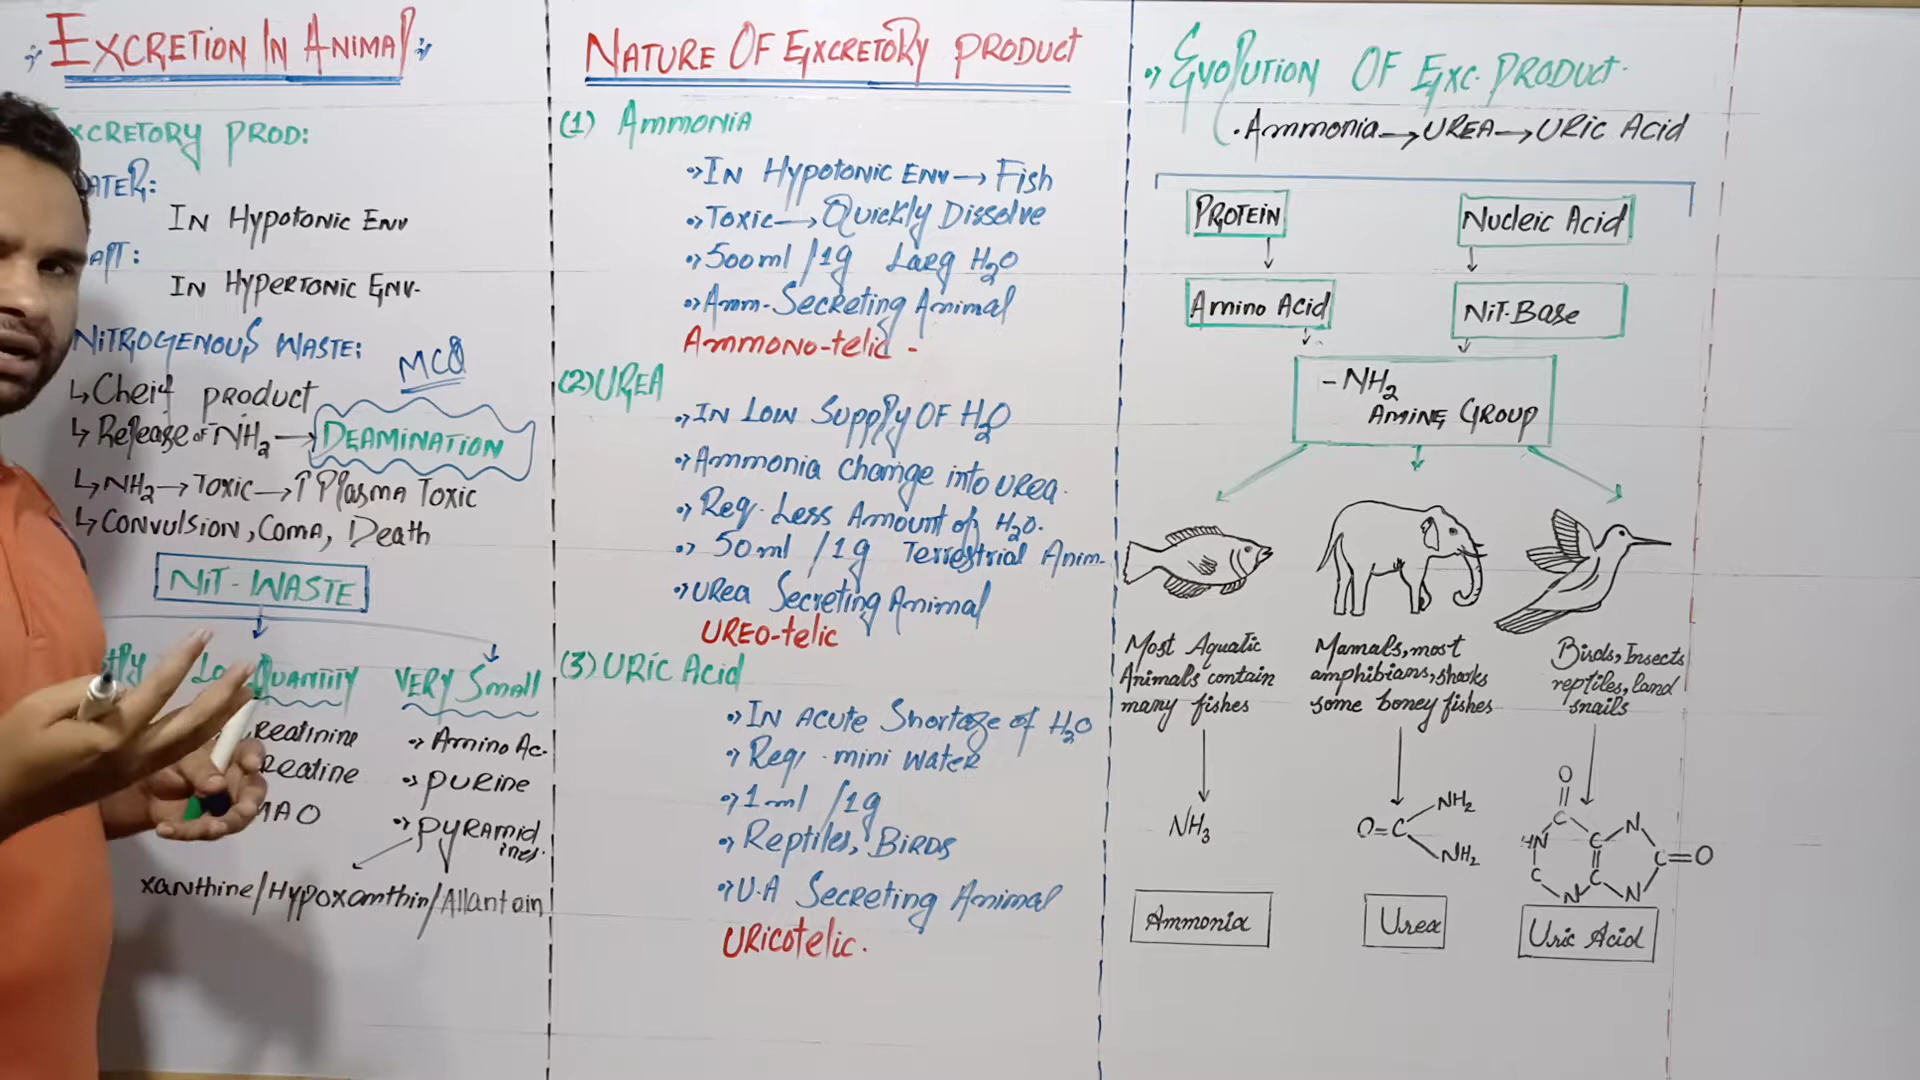 EXCRETION IN ANIMAL
XCRETORY PROD:
ATER:
IN Hypotonic Env
IN HyperTonic Env.
NITROGENOUS WASTE:
MCQ
↳ Cheif product
↳ Release of NH2 → DEAMINATION
↳ NH2 → Toxic → ↑ Plasma Toxic
↳ Convulsion, Coma, Death
NIT-WASTE
QUANTITY
VERY Small
reatinine
reatine
MAO
Amino Ac.
PURINE
PYRAMID
ines.
xanthine/Hypoxanthin/Allantoin
NATURE OF EXCRETORY PRODUCT
(1) AMMONIA
IN Hypotonic Env → Fish
Toxic → Quickly Dissolve
500ml /1g Larg H2O
Amm-Secreting Animal
Ammono-telic -
(2) UREA
IN Low Supply OF H2O
Ammonia change into urea.
Req. Less Amount of H2O.
50ml /1g Terrestrial Anim-
Urea Secreting Animal
UREO-telic
(3) URIC Acid
IN Acute Shortage of H2O
Req. mini water
1ml /1g
Reptiles, BIRDS
U.A Secreting Animal
URicotelic.
Evolution OF Exc. PRODUCT.
Ammonia → UREA → URic Acid
PROTEIN
Nucleic Acid
Amino Acid
NIT-Base
-NH2
AMINE GROUP
Most Aquatic
Animals contain
many fishes
Mamals, most
amphibians, shaoks
some boney fishes
Birds, Insects
reptiles, land
snails
NH3
O=C
NH2
NH2
O
C
HN
C
N
C
C
N
C=O
N
Ammonia
Urea
Uric Acid